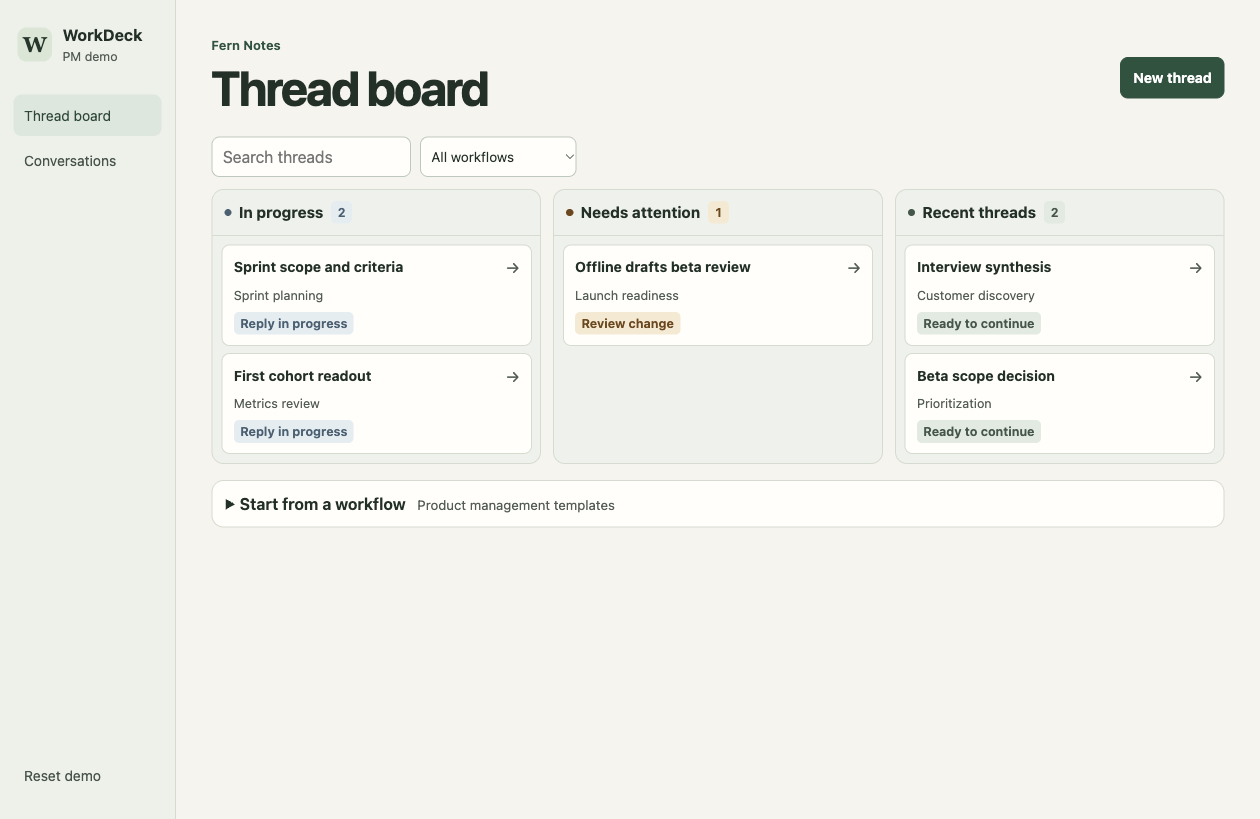 W
WorkDeck
PM demo
Thread board
Conversations
Reset demo
Fern Notes
Thread board
New thread
Search threads
All workflows
In progress 2
Sprint scope and criteria
Sprint planning
Reply in progress
First cohort readout
Metrics review
Reply in progress
Needs attention 1
Offline drafts beta review
Launch readiness
Review change
Recent threads 2
Interview synthesis
Customer discovery
Ready to continue
Beta scope decision
Prioritization
Ready to continue
Start from a workflow Product management templates